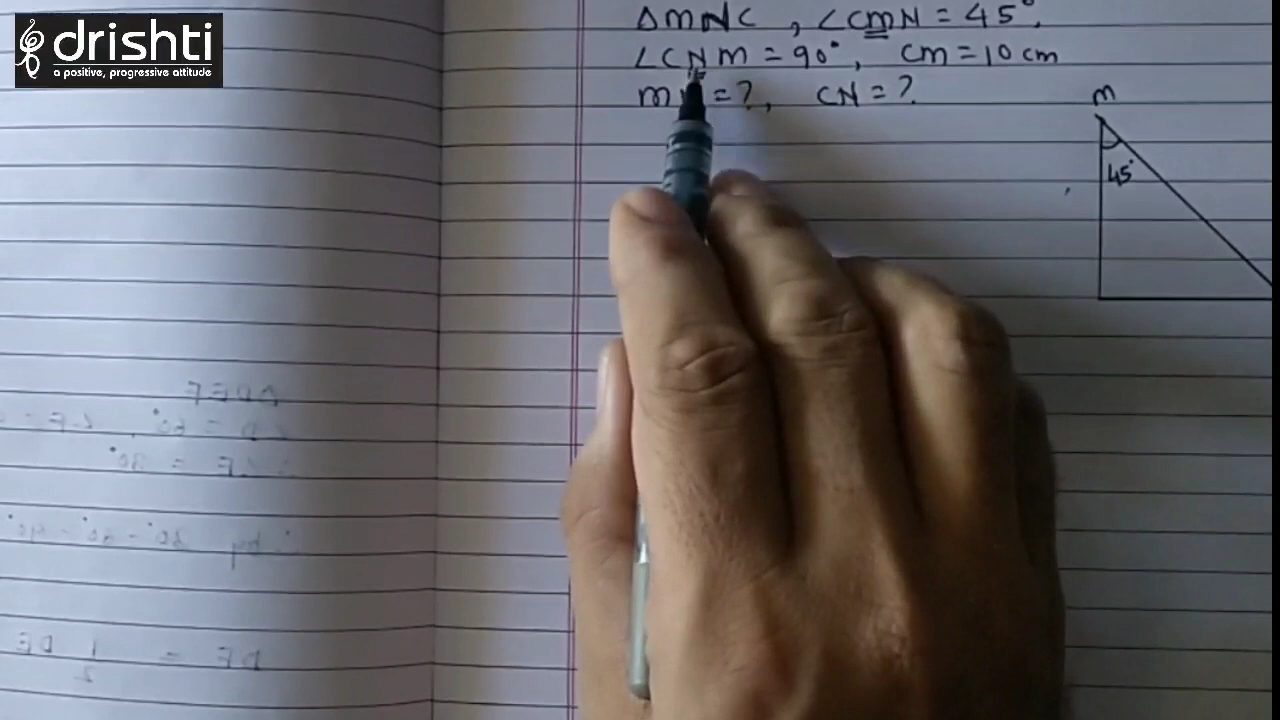 drishti
a positive, progressive attitude
ΔMNC , ∠CMN = 45°.
∠CNM = 90°, CM = 10 cm
M = ?, CN = ?
M
45°